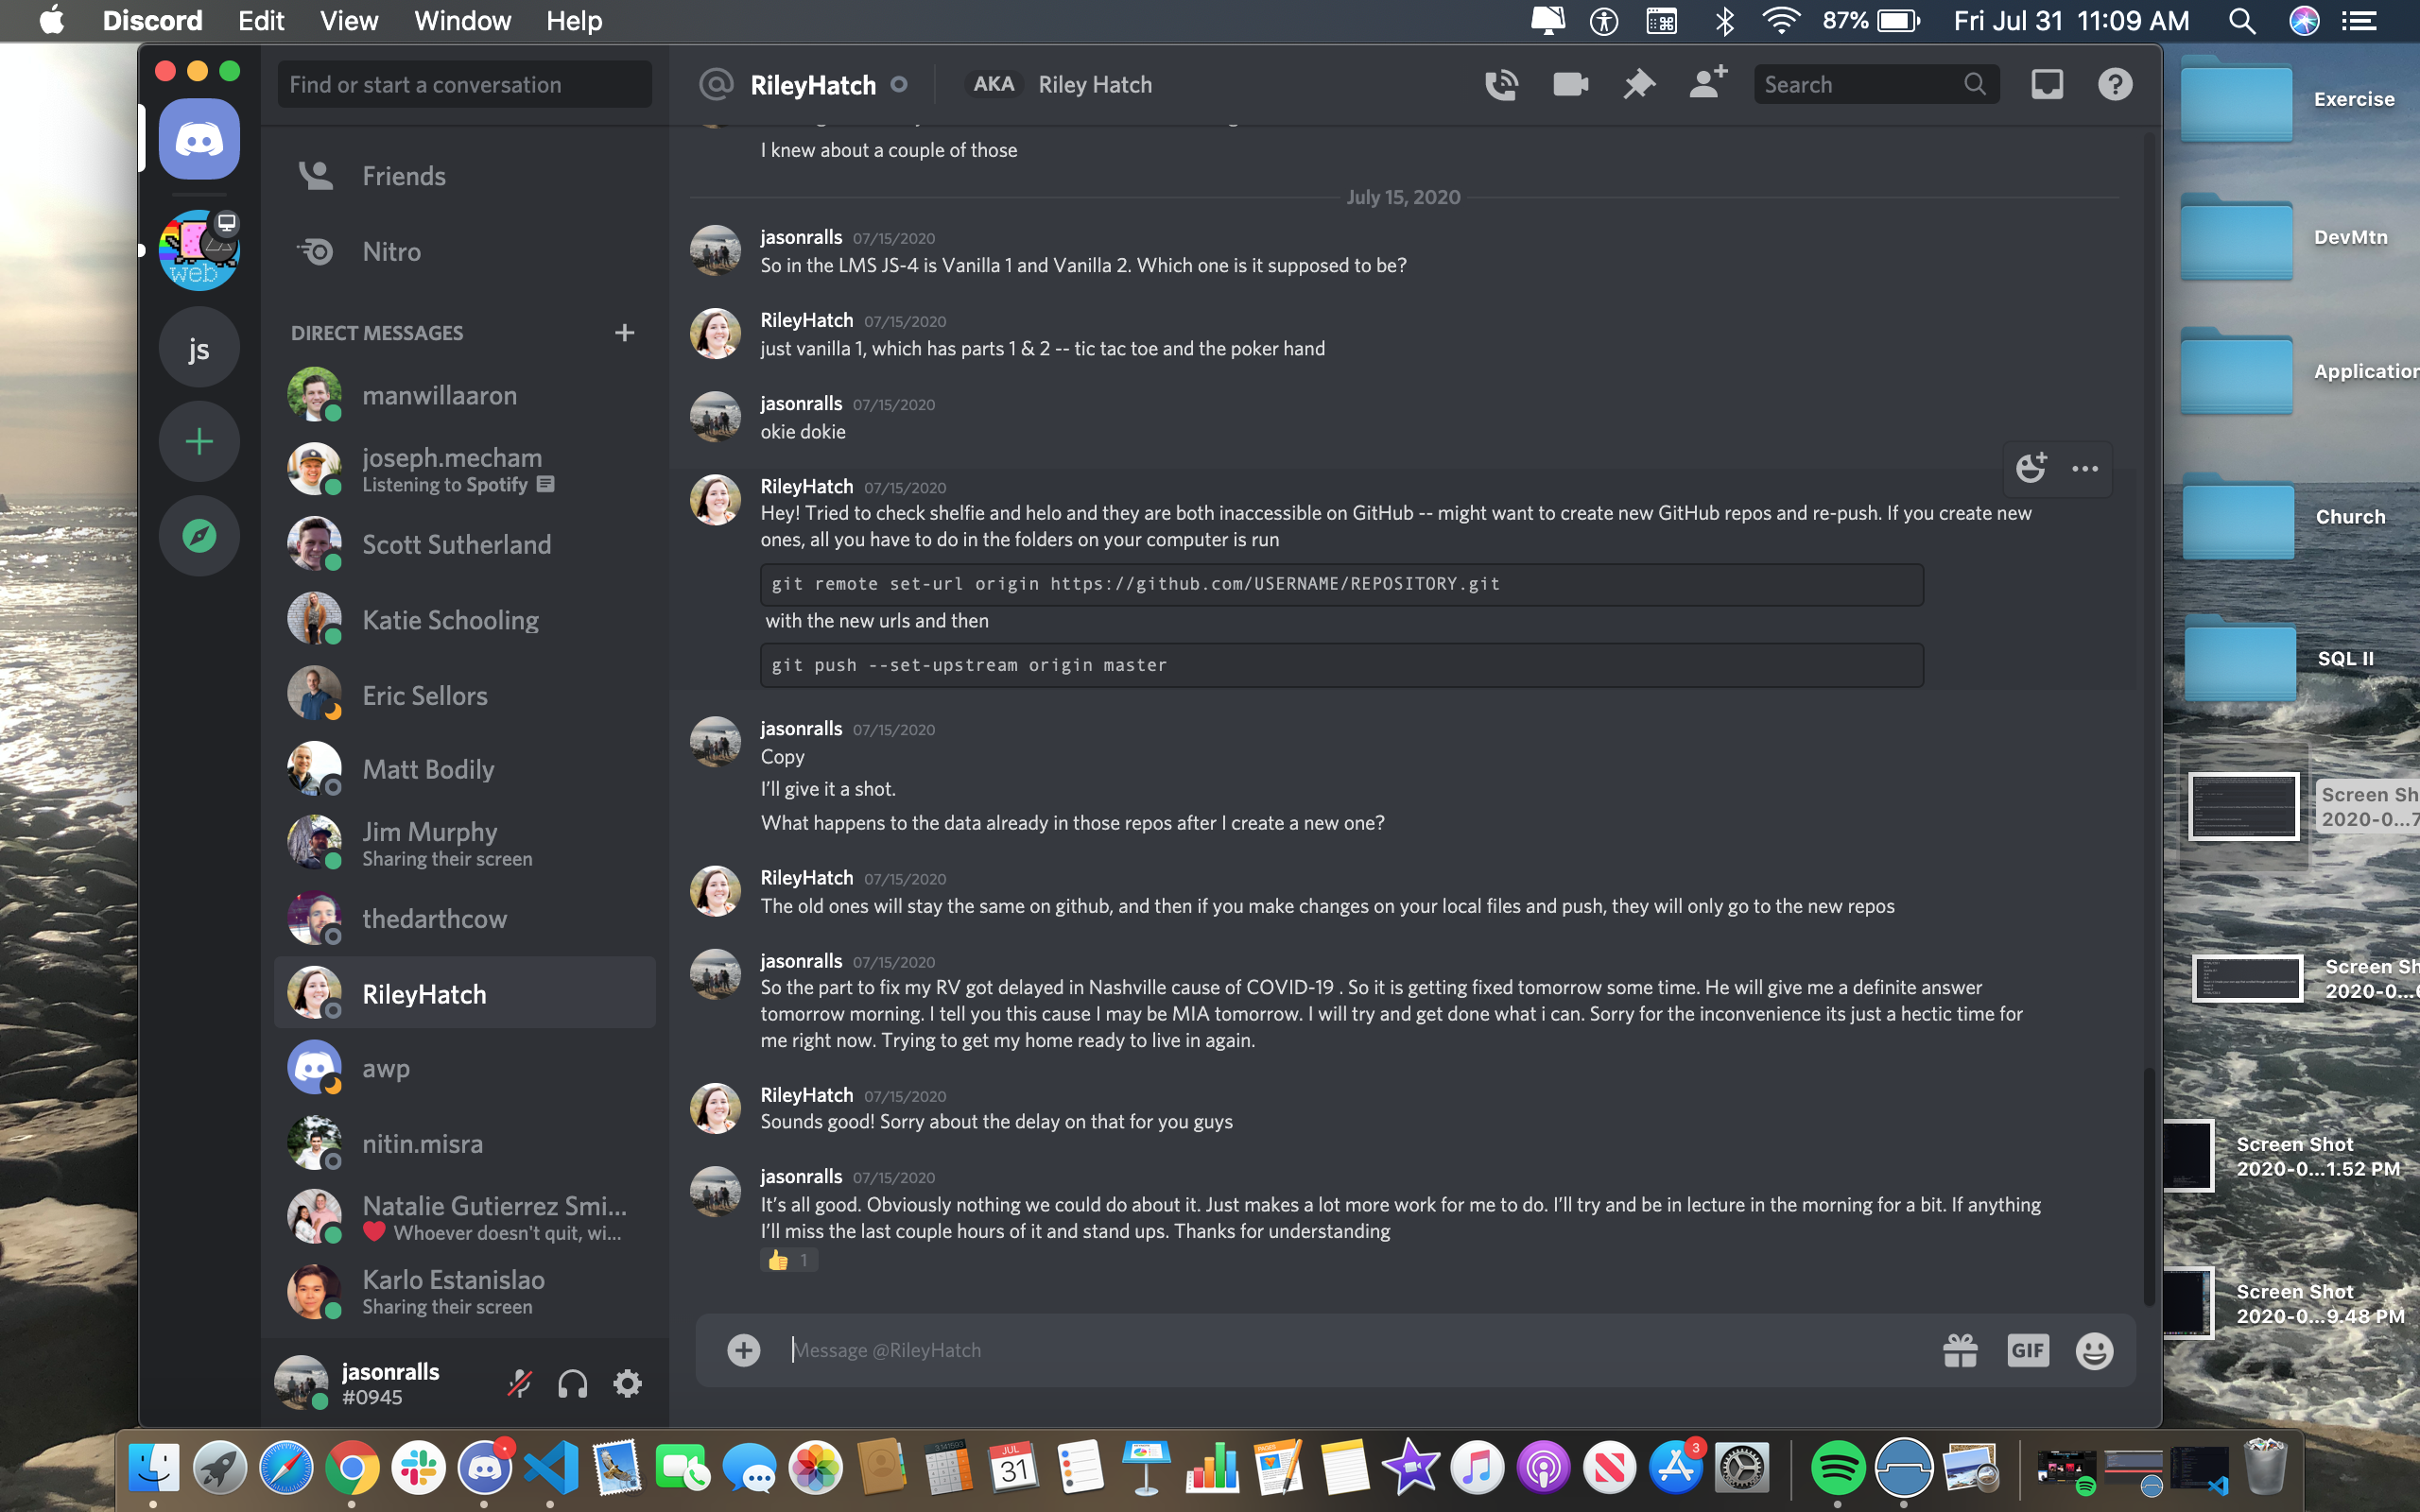 Discord Edit View Window Help 87% Fri Jul 31 11:09 AM
Find or start a conversation
Friends
Nitro
DIRECT MESSAGES
manwillaaron
joseph.mecham
Listening to Spotify
Scott Sutherland
Katie Schooling
Eric Sellors
Matt Bodily
Jim Murphy
Sharing their screen
thedarthcow
RileyHatch
awp
nitin.misra
Natalie Gutierrez Smi...
Whoever doesn't quit, wi...
Karlo Estanislao
Sharing their screen
jasonralls
#0945
web
js
RileyHatch AKA Riley Hatch Search
I knew about a couple of those
July 15, 2020
jasonralls 07/15/2020
So in the LMS JS-4 is Vanilla 1 and Vanilla 2. Which one is it supposed to be?
RileyHatch 07/15/2020
just vanilla 1, which has parts 1 & 2 -- tic tac toe and the poker hand
jasonralls 07/15/2020
okie dokie
RileyHatch 07/15/2020
Hey! Tried to check shelfie and helo and they are both inaccessible on GitHub -- might want to create new GitHub repos and re-push. If you create new
ones, all you have to do in the folders on your computer is run
git remote set-url origin https://github.com/USERNAME/REPOSITORY.git
with the new urls and then
git push --set-upstream origin master
jasonralls 07/15/2020
Copy
I'll give it a shot.
What happens to the data already in those repos after I create a new one?
RileyHatch 07/15/2020
The old ones will stay the same on github, and then if you make changes on your local files and push, they will only go to the new repos
jasonralls 07/15/2020
So the part to fix my RV got delayed in Nashville cause of COVID-19 . So it is getting fixed tomorrow some time. He will give me a definite answer
tomorrow morning. I tell you this cause I may be MIA tomorrow. I will try and get done what i can. Sorry for the inconvenience its just a hectic time for
me right now. Trying to get my home ready to live in again.
RileyHatch 07/15/2020
Sounds good! Sorry about the delay on that for you guys
jasonralls 07/15/2020
It's all good. Obviously nothing we could do about it. Just makes a lot more work for me to do. I'll try and be in lecture in the morning for a bit. If anything
I'll miss the last couple hours of it and stand ups. Thanks for understanding
1
Message @RileyHatch
GIF
Exercise
DevMtn
Application
Church
SQL II
Screen Sh
2020-0...7
Screen Sh
2020-0...6
Screen Shot
2020-0...1.52 PM
Screen Shot
2020-0...9.48 PM
JUL
31
3